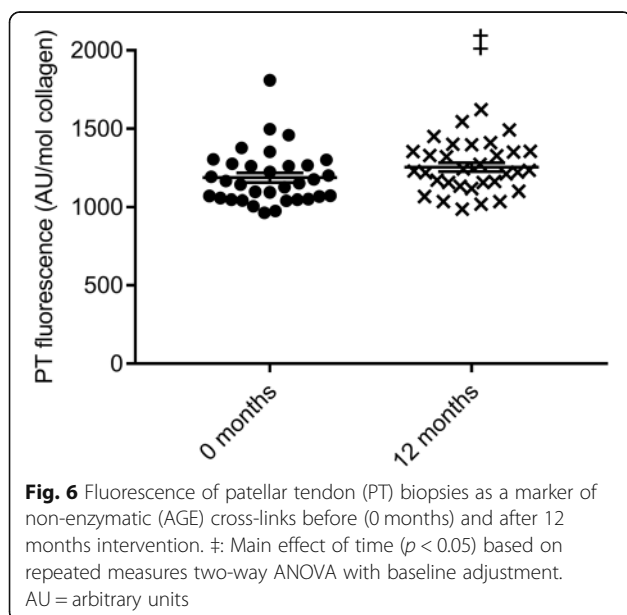 ‡
2000
1500
1000
500
0
PT fluorescence (AU/mol collagen)
0 months
12 months
Fig. 6 Fluorescence of patellar tendon (PT) biopsies as a marker of
non-enzymatic (AGE) cross-links before (0 months) and after 12
months intervention. ‡: Main effect of time (p < 0.05) based on
repeated measures two-way ANOVA with baseline adjustment.
AU = arbitrary units